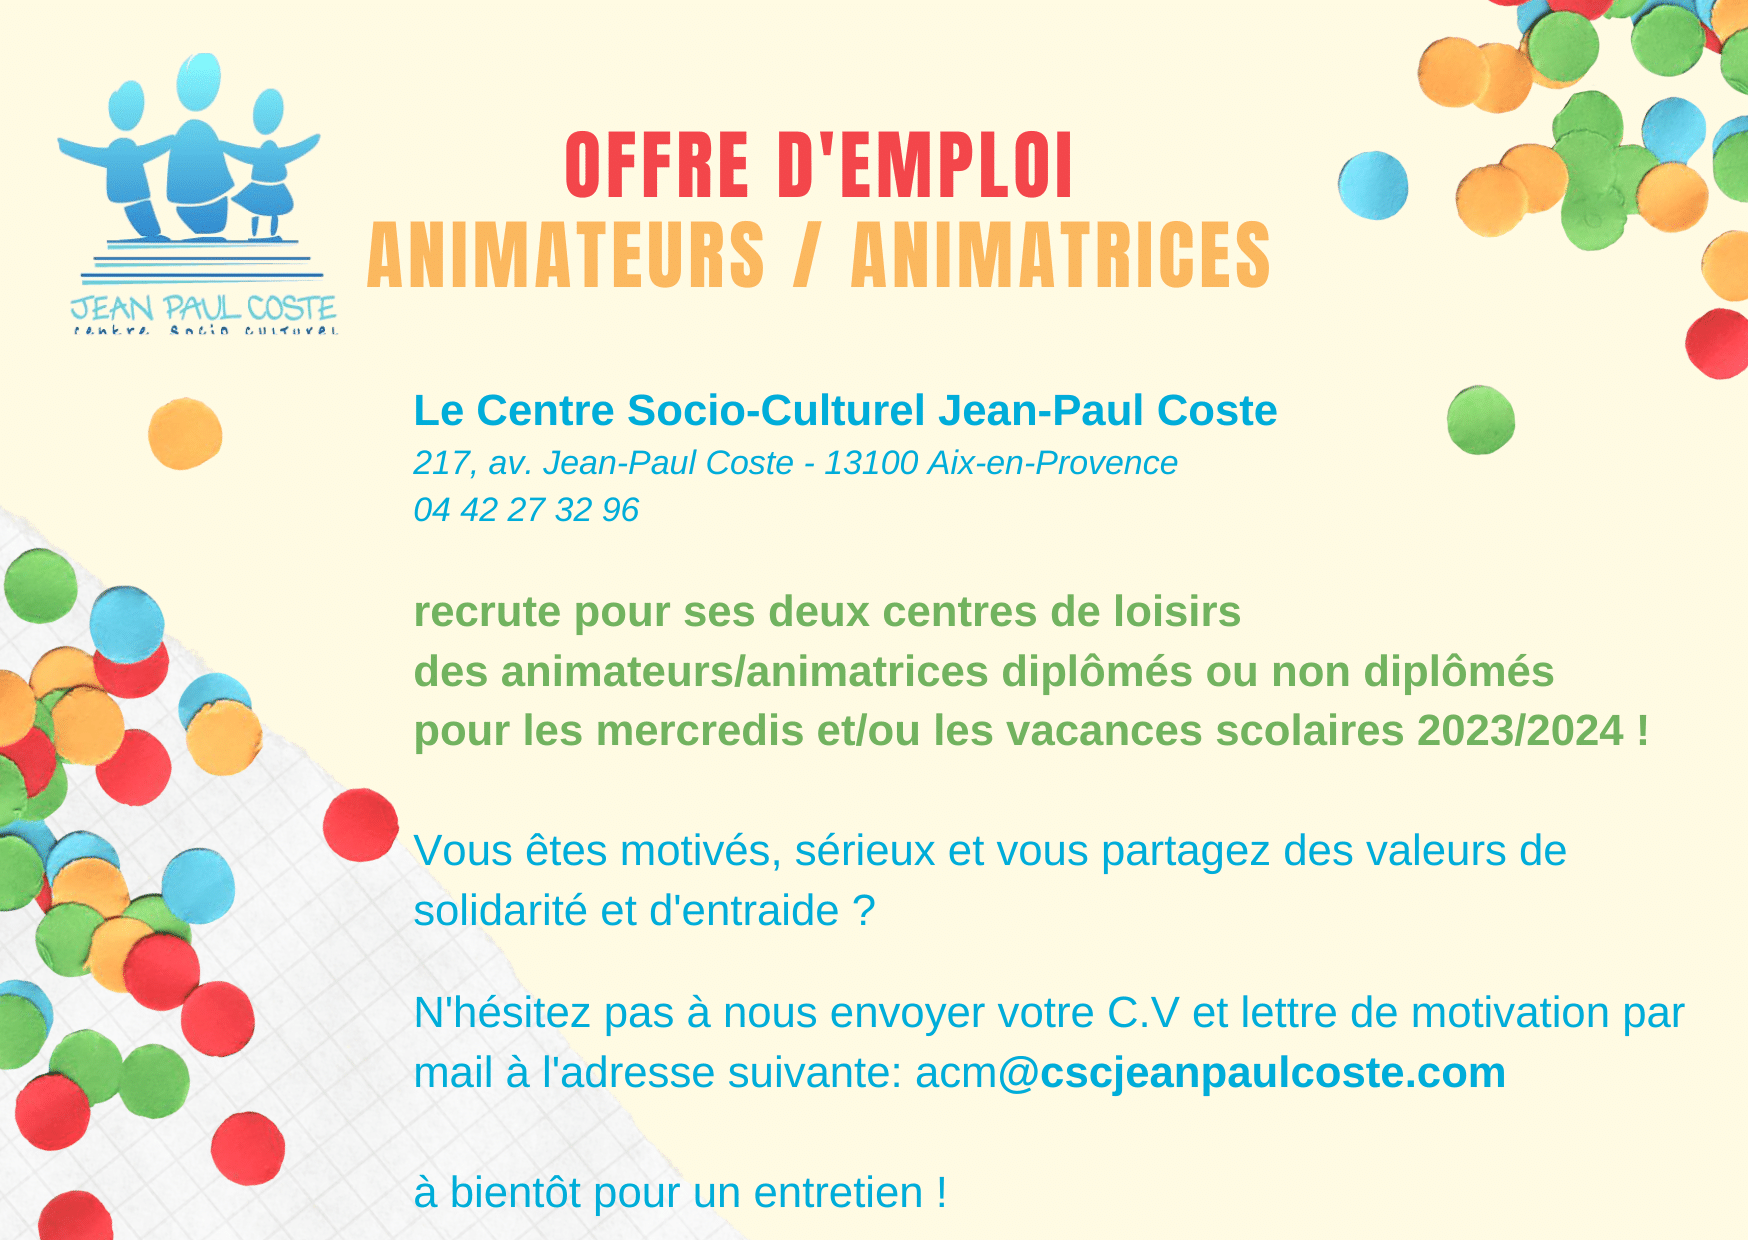 OFFRE D'EMPLOI
ANIMATEURS / ANIMATRICES
JEAN PAUL COSTE
centre socio culturel
Le Centre Socio-Culturel Jean-Paul Coste
217, av. Jean-Paul Coste - 13100 Aix-en-Provence
04 42 27 32 96
recrute pour ses deux centres de loisirs
des animateurs/animatrices diplômés ou non diplômés
pour les mercredis et/ou les vacances scolaires 2023/2024 !
Vous êtes motivés, sérieux et vous partagez des valeurs de
solidarité et d'entraide ?
N'hésitez pas à nous envoyer votre C.V et lettre de motivation par
mail à l'adresse suivante: acm@cscjeanpaulcoste.com
à bientôt pour un entretien !